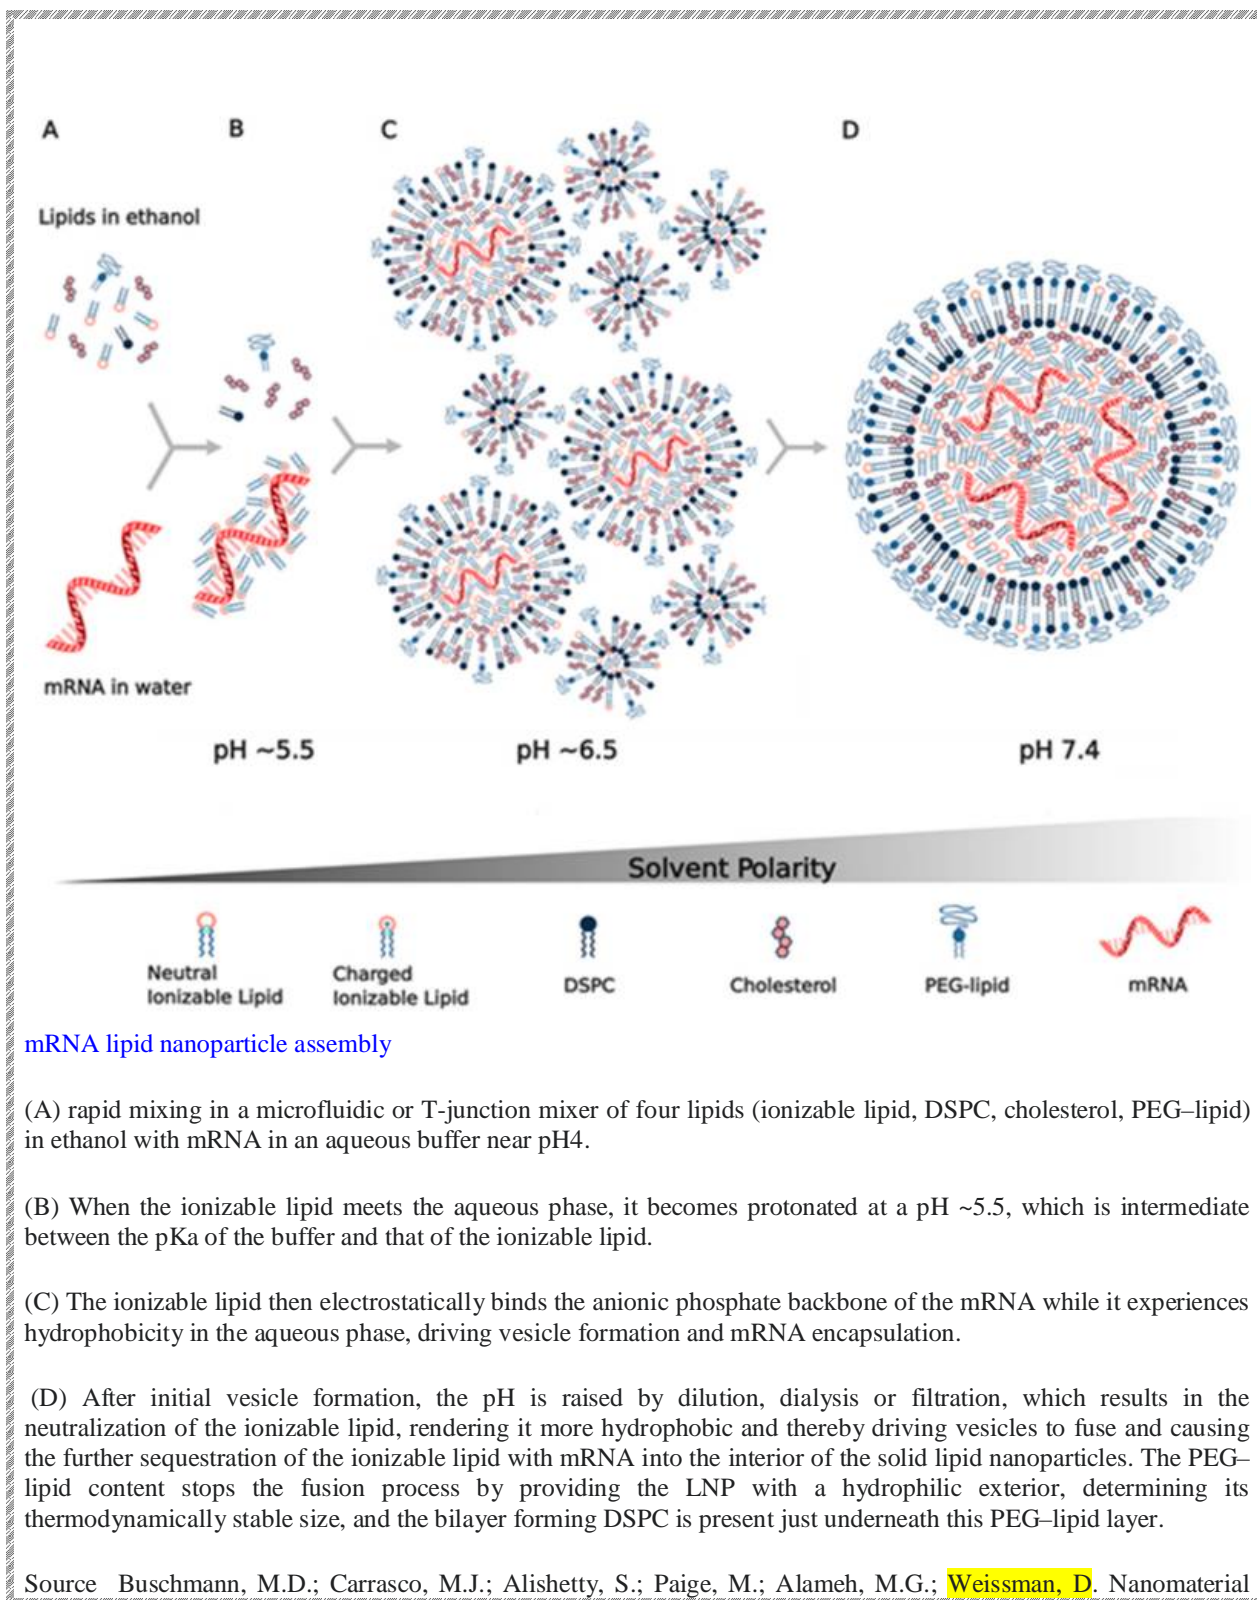 A
B
C
D
Lipids in ethanol
mRNA in water
pH ~5.5
pH ~6.5
pH 7.4
Solvent Polarity
Neutral
Ionizable Lipid
Charged
Ionizable Lipid
DSPC
Cholesterol
PEG-lipid
mRNA
mRNA lipid nanoparticle assembly
(A) rapid mixing in a microfluidic or T-junction mixer of four lipids (ionizable lipid, DSPC, cholesterol, PEG–lipid)
in ethanol with mRNA in an aqueous buffer near pH4.
(B) When the ionizable lipid meets the aqueous phase, it becomes protonated at a pH ~5.5, which is intermediate
between the pKa of the buffer and that of the ionizable lipid.
(C) The ionizable lipid then electrostatically binds the anionic phosphate backbone of the mRNA while it experiences
hydrophobicity in the aqueous phase, driving vesicle formation and mRNA encapsulation.
(D) After initial vesicle formation, the pH is raised by dilution, dialysis or filtration, which results in the
neutralization of the ionizable lipid, rendering it more hydrophobic and thereby driving vesicles to fuse and causing
the further sequestration of the ionizable lipid with mRNA into the interior of the solid lipid nanoparticles. The PEG–
lipid content stops the fusion process by providing the LNP with a hydrophilic exterior, determining its
thermodynamically stable size, and the bilayer forming DSPC is present just underneath this PEG–lipid layer.
Source Buschmann, M.D.; Carrasco, M.J.; Alishetty, S.; Paige, M.; Alameh, M.G.; Weissman, D. Nanomaterial